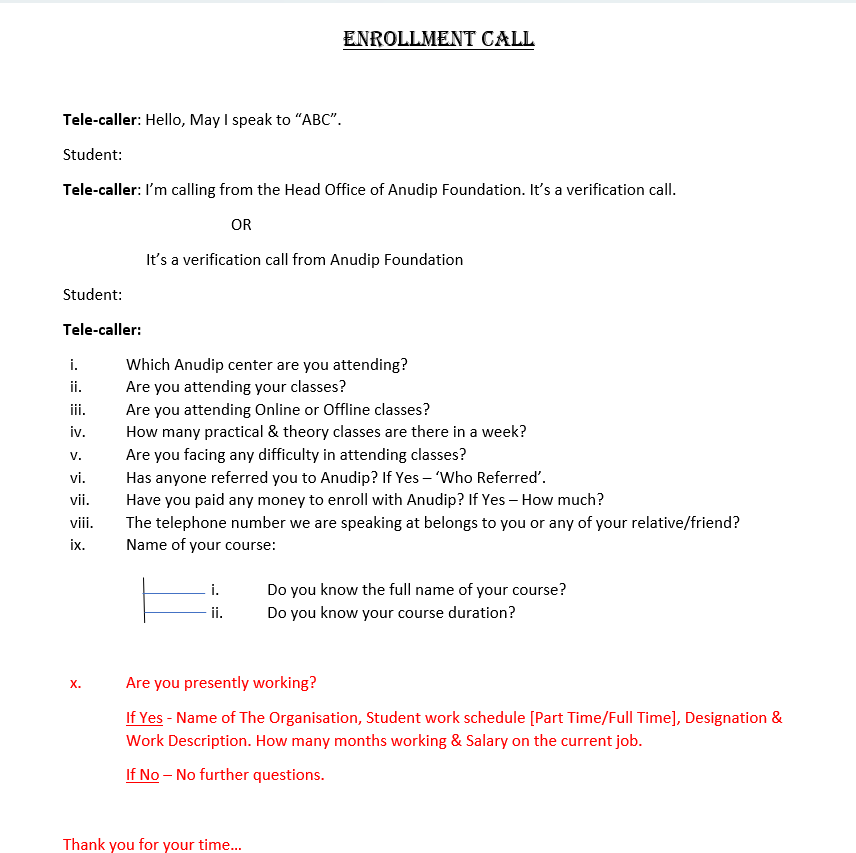 ENROLLMENT CALL
Tele-caller: Hello, May I speak to “ABC”.
Student:
Tele-caller: I’m calling from the Head Office of Anudip Foundation. It’s a verification call.
OR
It’s a verification call from Anudip Foundation
Student:
Tele-caller:
i. Which Anudip center are you attending?
ii. Are you attending your classes?
iii. Are you attending Online or Offline classes?
iv. How many practical & theory classes are there in a week?
v. Are you facing any difficulty in attending classes?
vi. Has anyone referred you to Anudip? If Yes – ‘Who Referred’.
vii. Have you paid any money to enroll with Anudip? If Yes – How much?
viii. The telephone number we are speaking at belongs to you or any of your relative/friend?
ix. Name of your course:
i. Do you know the full name of your course?
ii. Do you know your course duration?
x. Are you presently working?
If Yes - Name of The Organisation, Student work schedule [Part Time/Full Time], Designation &
Work Description. How many months working & Salary on the current job.
If No – No further questions.
Thank you for your time…